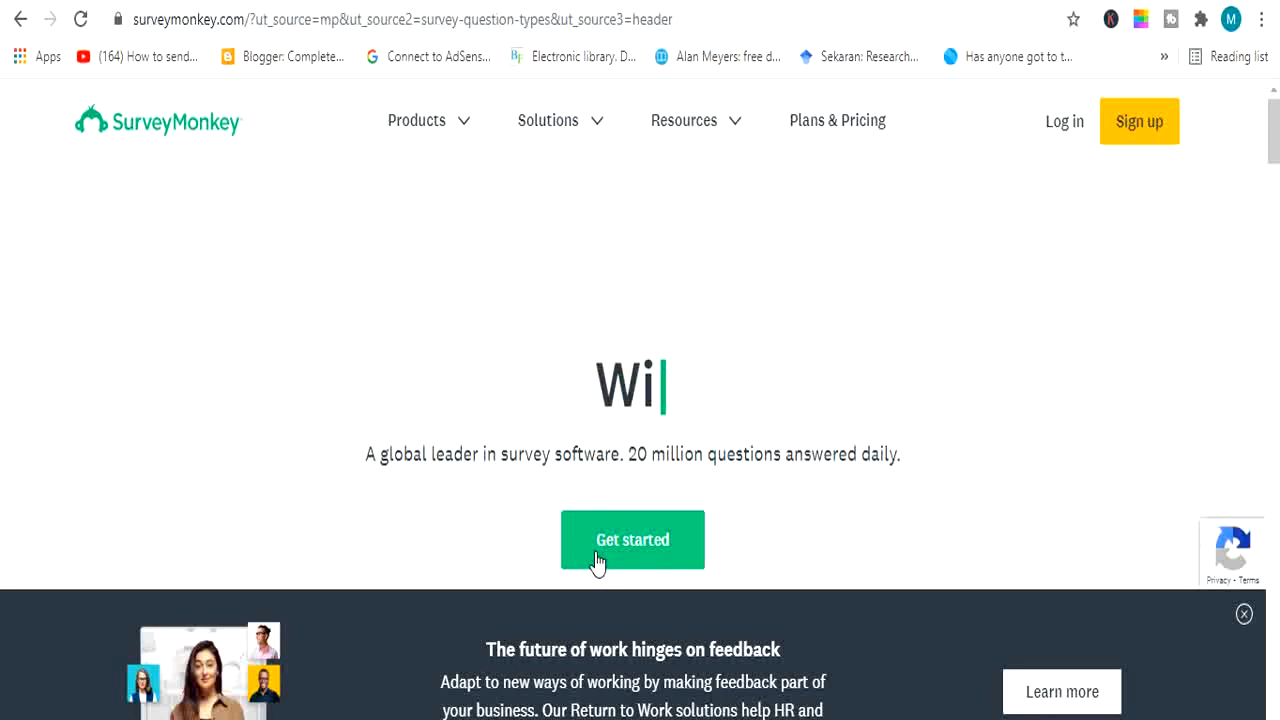 surveymonkey.com/?ut_source=mp&ut_source2=survey-question-types&ut_source3=header
K
M
Apps
(164) How to send...
Blogger: Complete...
Connect to AdSens...
Electronic library. D...
Alan Meyers: free d...
Sekaran: Research...
Has anyone got to t...
»
Reading list
SurveyMonkey
Products
Solutions
Resources
Plans & Pricing
Log in
Sign up
Wi
A global leader in survey software. 20 million questions answered daily.
Get started
Privacy - Terms
The future of work hinges on feedback
Adapt to new ways of working by making feedback part of
your business. Our Return to Work solutions help HR and
Learn more